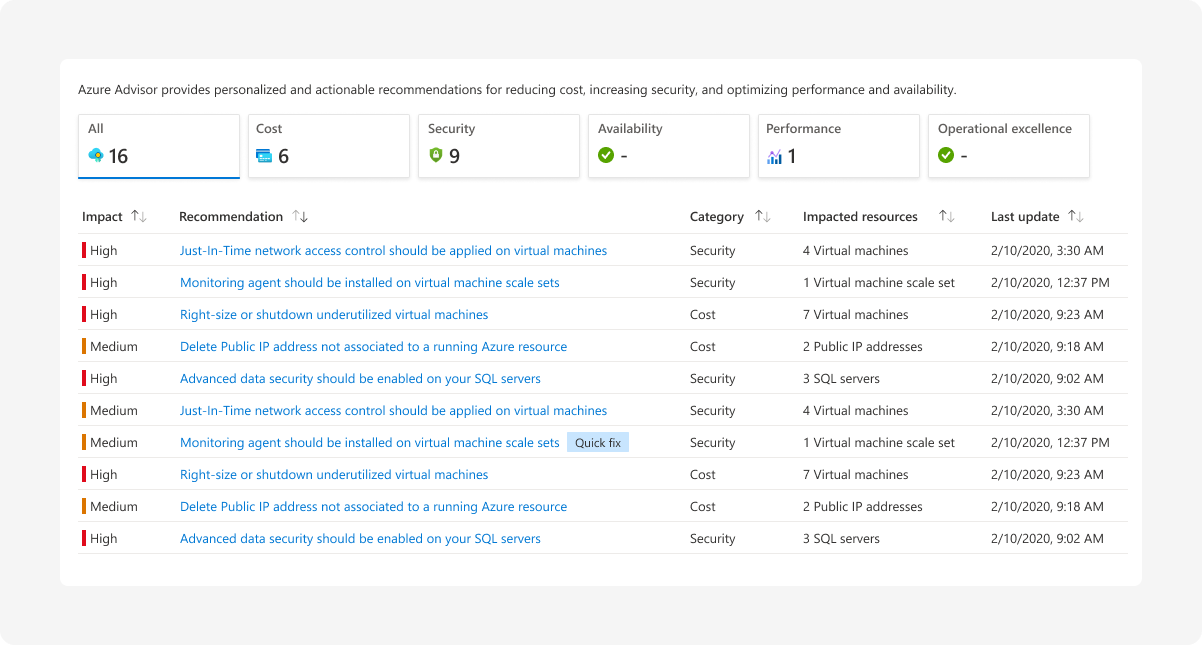 Azure Advisor provides personalized and actionable recommendations for reducing cost, increasing security, and optimizing performance and availability.
All Cost Security Availability Performance Operational excellence
16 6 9 - 1 -
Impact Recommendation Category Impacted resources Last update
High Just-In-Time network access control should be applied on virtual machines Security 4 Virtual machines 2/10/2020, 3:30 AM
High Monitoring agent should be installed on virtual machine scale sets Security 1 Virtual machine scale set 2/10/2020, 12:37 PM
High Right-size or shutdown underutilized virtual machines Cost 7 Virtual machines 2/10/2020, 9:23 AM
Medium Delete Public IP address not associated to a running Azure resource Cost 2 Public IP addresses 2/10/2020, 9:18 AM
High Advanced data security should be enabled on your SQL servers Security 3 SQL servers 2/10/2020, 9:02 AM
Medium Just-In-Time network access control should be applied on virtual machines Security 4 Virtual machines 2/10/2020, 3:30 AM
Medium Monitoring agent should be installed on virtual machine scale sets Quick fix Security 1 Virtual machine scale set 2/10/2020, 12:37 PM
High Right-size or shutdown underutilized virtual machines Cost 7 Virtual machines 2/10/2020, 9:23 AM
Medium Delete Public IP address not associated to a running Azure resource Cost 2 Public IP addresses 2/10/2020, 9:18 AM
High Advanced data security should be enabled on your SQL servers Security 3 SQL servers 2/10/2020, 9:02 AM